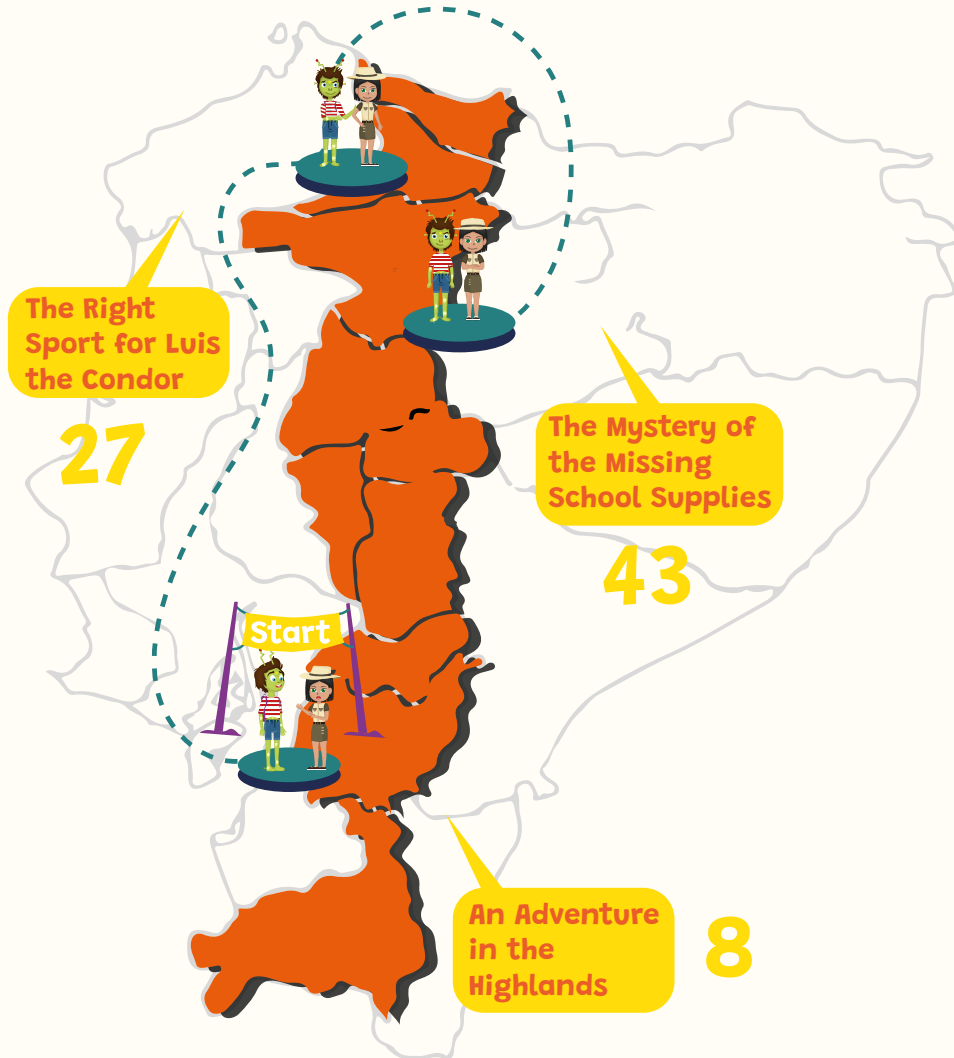 The Right
Sport for Luis
the Condor
27
The Mystery of
the Missing
School Supplies
43
Start
An Adventure
in the
Highlands
8